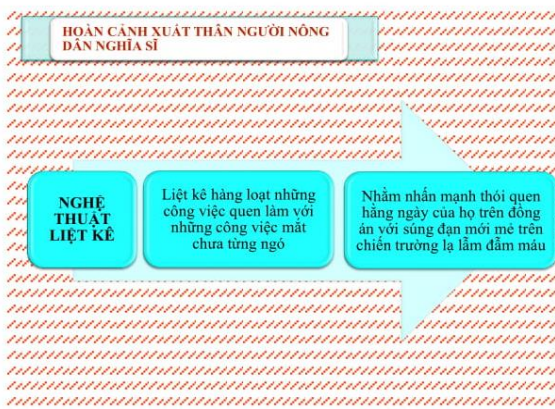 HOÀN CẢNH XUẤT THÂN NGƯỜI NÔNG
DÂN NGHĨA SĨ
NGHỆ
THUẬT
LIỆT KÊ
Liệt kê hàng loạt những
công việc quen làm với
những công việc mắt
chưa từng ngó
Nhằm nhấn mạnh thói quen
hằng ngày của họ trên đồng
án với súng đạn mới mẻ trên
chiến trường lạ lẫm đẫm máu